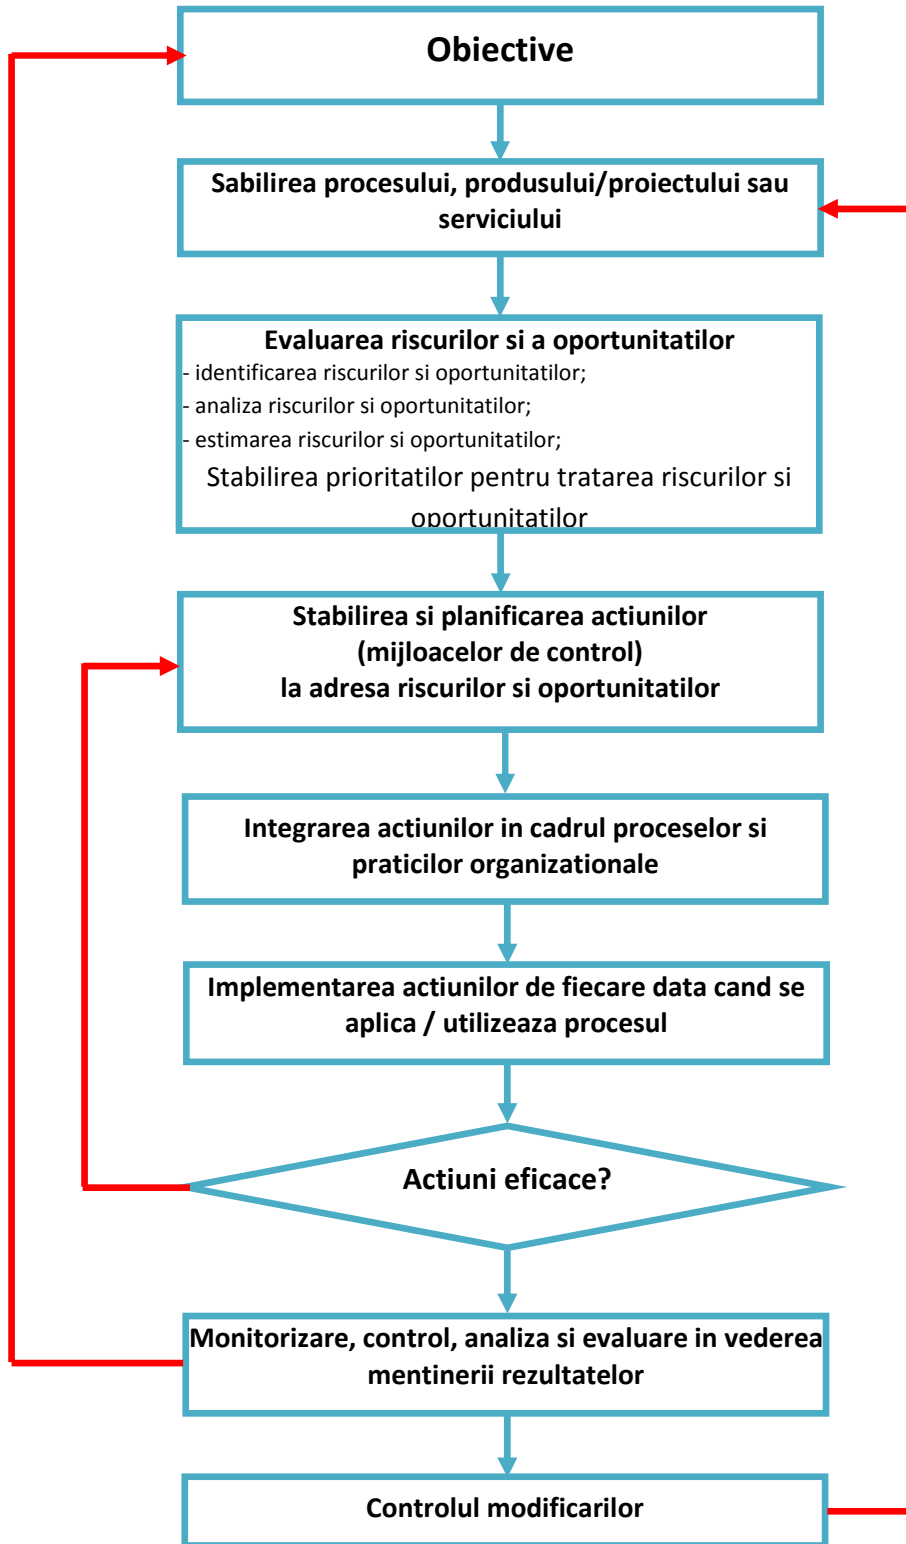 Obiective
Sabilirea procesului, produsului/proiectului sau
serviciului
Evaluarea riscurilor si a oportunitatilor
- identificarea riscurilor si oportunitatilor;
- analiza riscurilor si oportunitatilor;
- estimarea riscurilor si oportunitatilor;
Stabilirea prioritatilor pentru tratarea riscurilor si
oportunitatilor
Stabilirea si planificarea actiunilor
(mijloacelor de control)
la adresa riscurilor si oportunitatilor
Integrarea actiunilor in cadrul proceselor si
praticilor organizationale
Implementarea actiunilor de fiecare data cand se
aplica / utilizeaza procesul
Actiuni eficace?
Monitorizare, control, analiza si evaluare in vederea
mentinerii rezultatelor
Controlul modificarilor